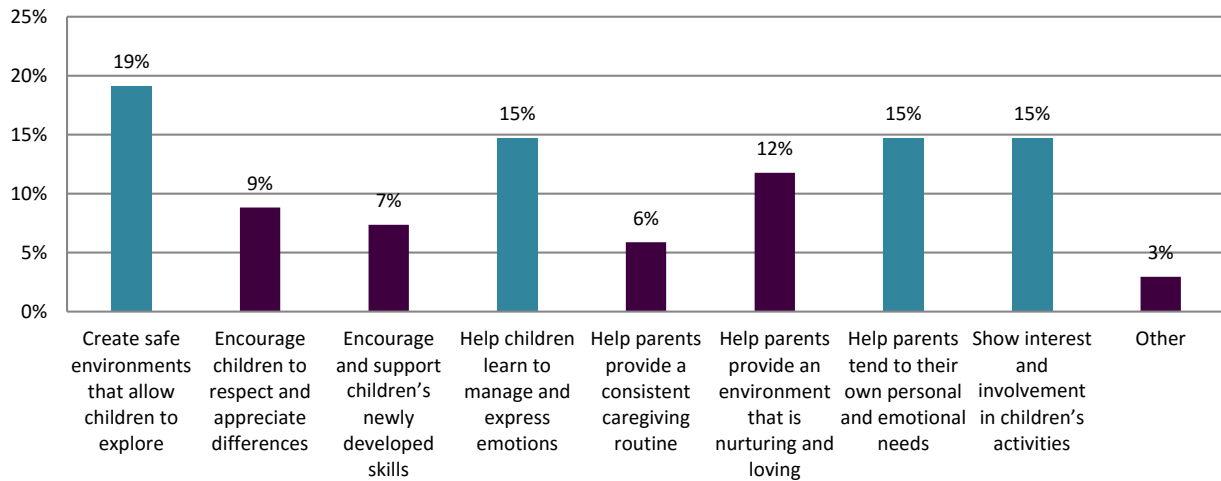 25%
20%
15%
10%
5%
0%
19%
9%
7%
15%
6%
12%
15%
15%
3%
Create safe
environments
that allow
children to
explore
Encourage
children to
respect and
appreciate
differences
Encourage
and support
children’s
newly
developed
skills
Help children
learn to
manage and
express
emotions
Help parents
provide a
consistent
caregiving
routine
Help parents
provide an
environment
that is
nurturing and
loving
Help parents
tend to their
own personal
and emotional
needs
Show interest
and
involvement
in children’s
activities
Other